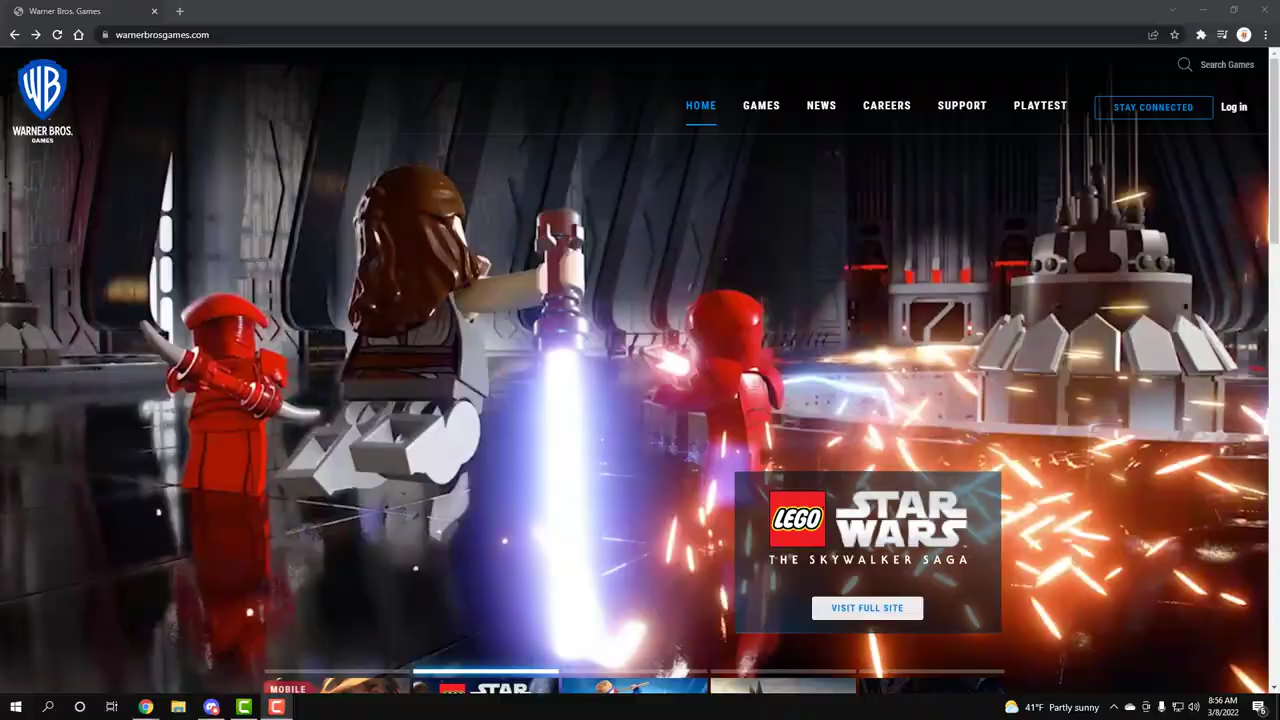 Warner Bros. Games
warnerbrosgames.com
Search Games
WB
WARNER BROS.
GAMES
HOME
GAMES
NEWS
CAREERS
SUPPORT
PLAYTEST
STAY CONNECTED
Log in
LEGO
STAR
WARS
THE SKYWALKER SAGA
VISIT FULL SITE
MOBILE
STAR
41°F Partly sunny
8:56 AM
3/8/2022